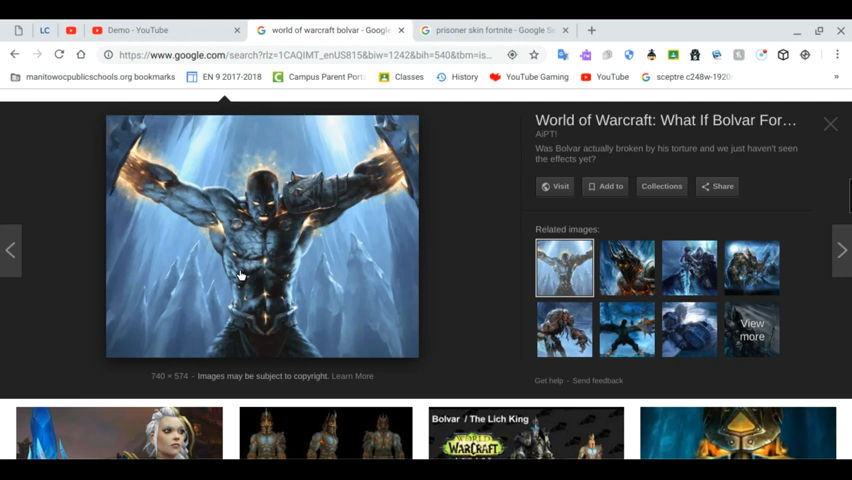 LC
Demo - YouTube
world of warcraft bolvar - Google
prisoner skin fortnite - Google Se
https://www.google.com/search?rlz=1CAQIMT_enUS815&biw=1242&bih=540&tbm=is...
manitowocpublicschools.org bookmarks
EN 9 2017-2018
Campus Parent Port
Classes
History
YouTube Gaming
YouTube
sceptre c248w-1920
World of Warcraft: What If Bolvar For...
AiPT!
Was Bolvar actually broken by his torture and we just haven't seen
the effects yet?
Visit
Add to
Collections
Share
Related images:
View
more
740 × 574 - Images may be subject to copyright. Learn More
Get help - Send feedback
Bolvar / The Lich King
WORLD OF
WARCRAFT